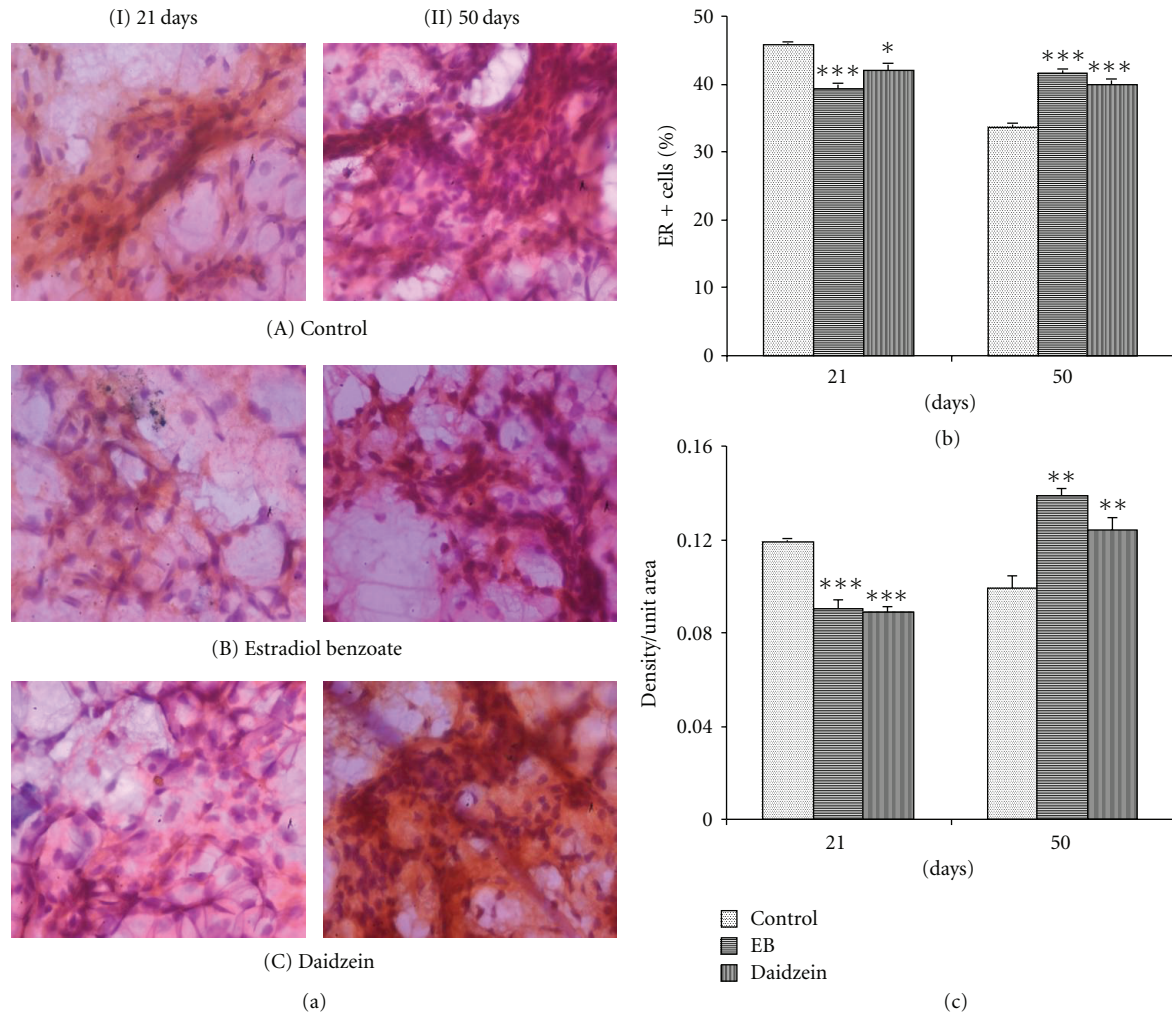 (I) 21 days
(II) 50 days
(A) Control
(B) Estradiol benzoate
(C) Daidzein
(a)
ER + cells (%)
50
45
40
30
20
10
0
***
*
***
***
21
50
(days)
(b)
Density/unit area
0.16
0.12
0.08
0.04
0
***
***
**
**
21
50
(days)
Control
EB
Daidzein
(c)